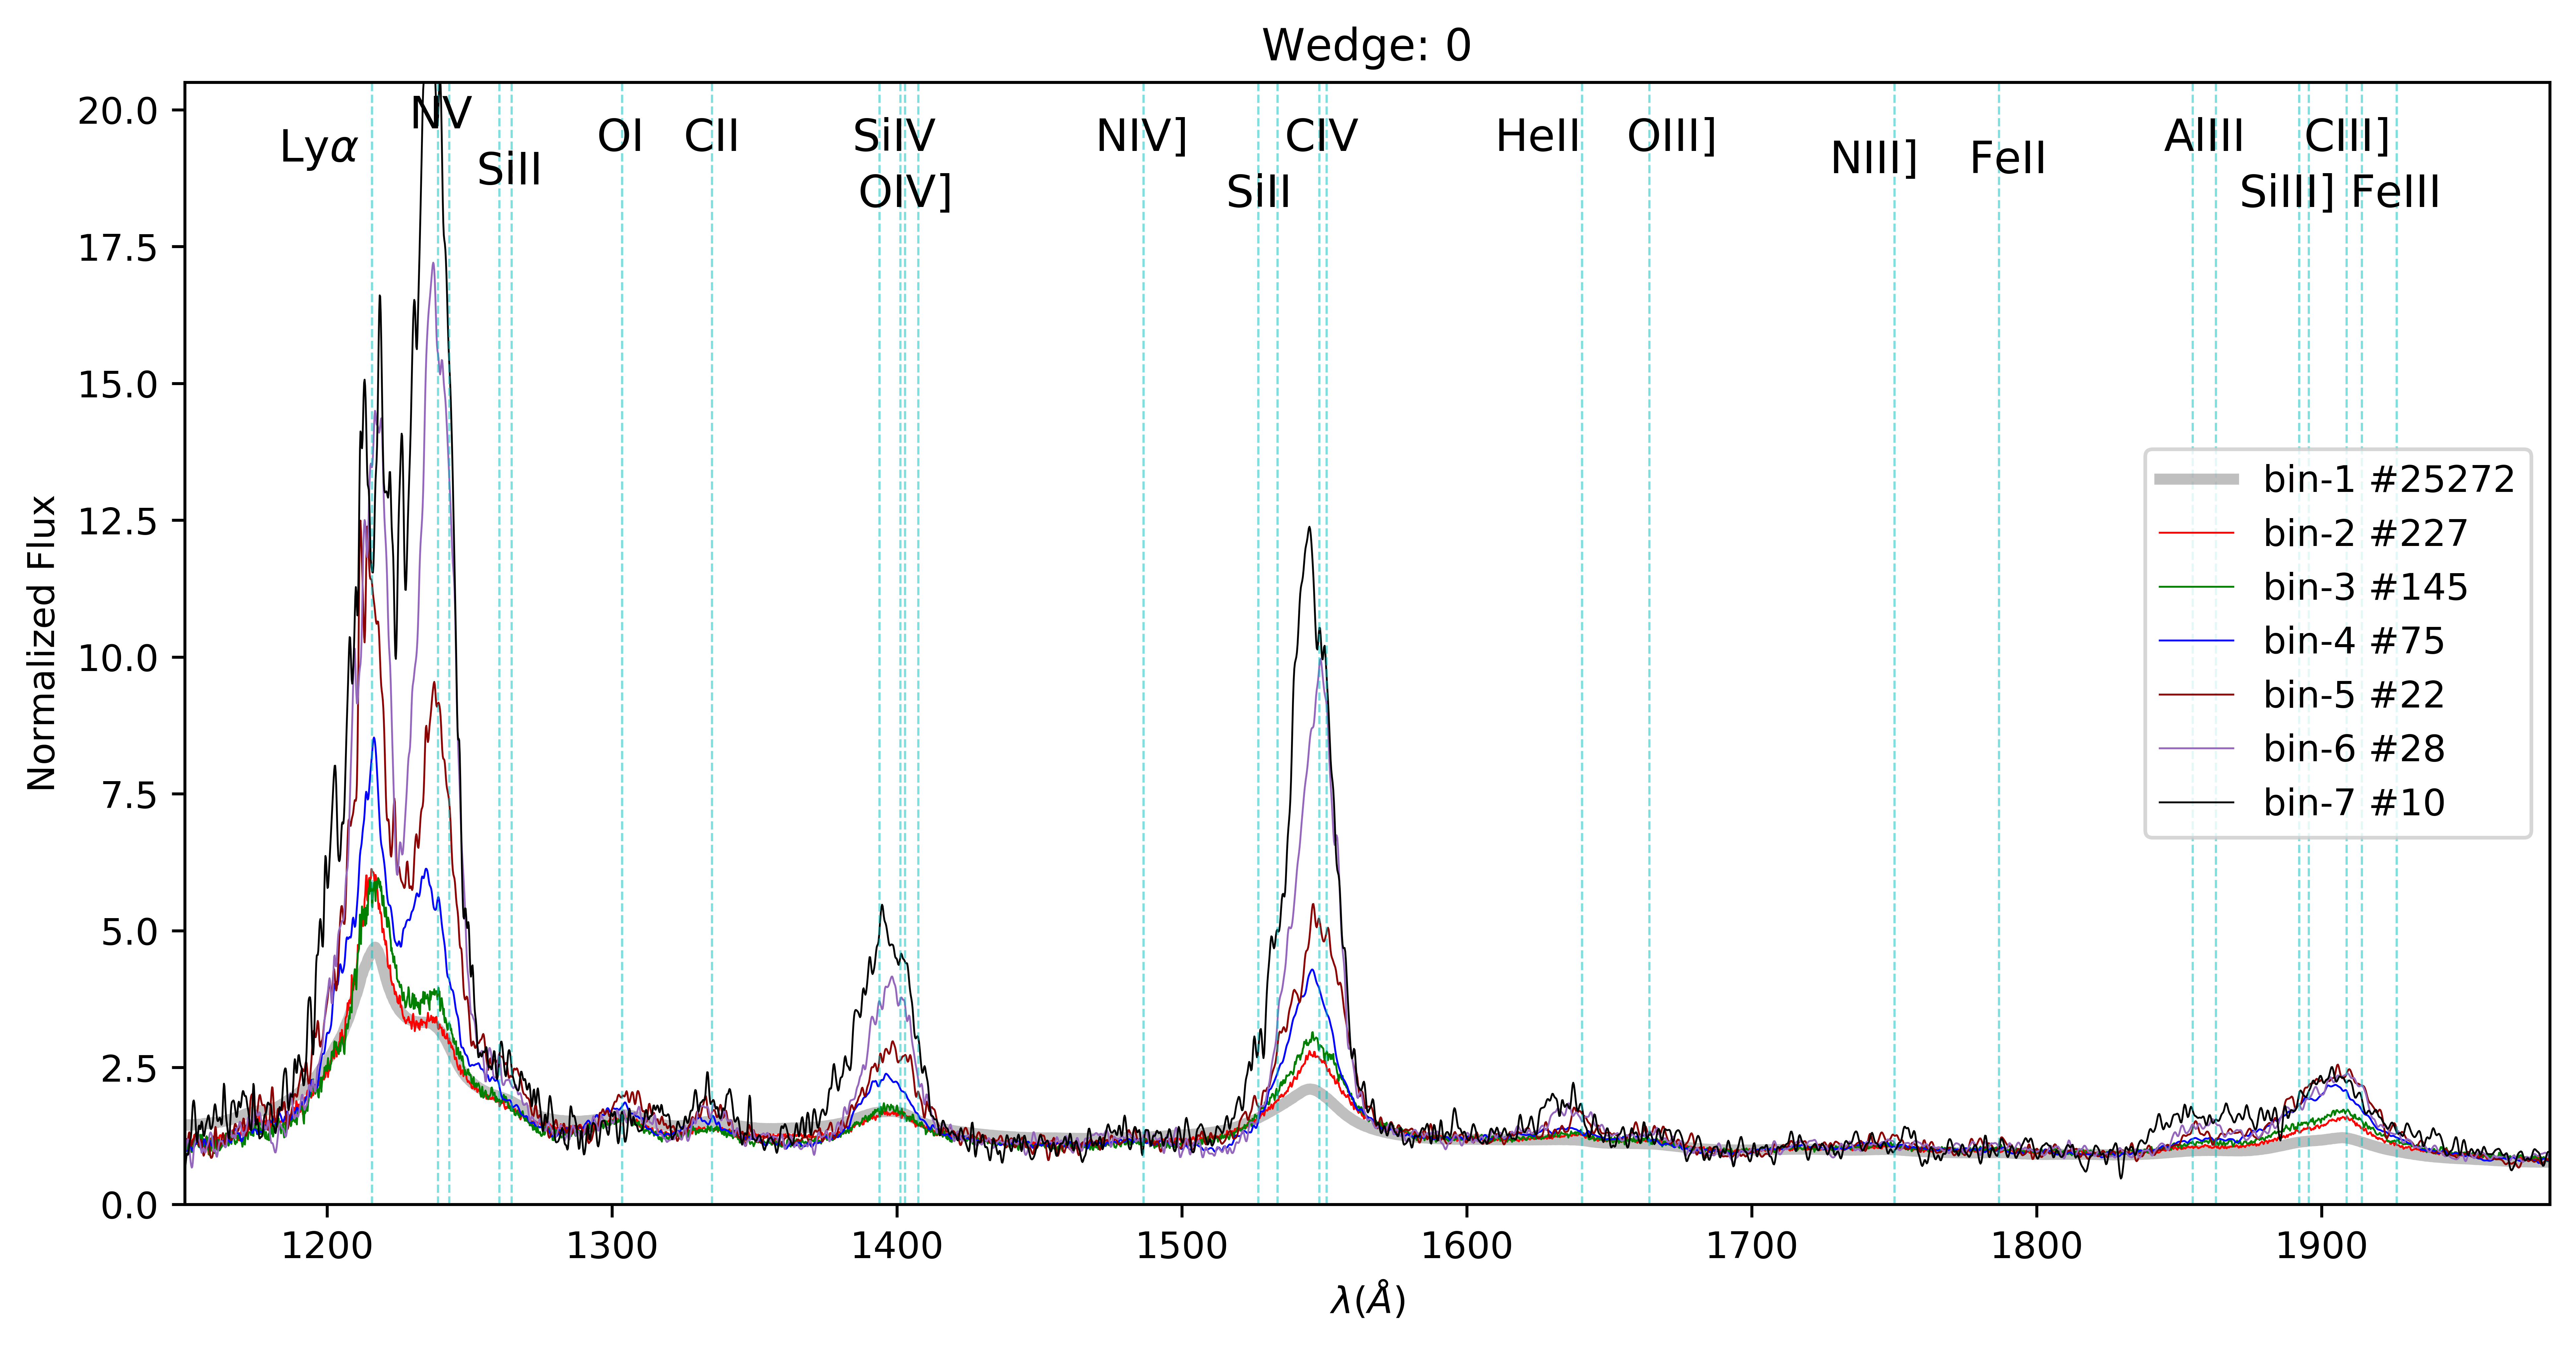 Wedge: 0
20.0
17.5
15.0
12.5
10.0
7.5
5.0
2.5
0.0
Normalized Flux
Lyα
NV
SiII
OI
CII
SiIV
OIV]
NIV]
SiII
CIV
HeII
OIII]
NIII]
FeII
AlIII
CIII]
SiIII]
FeIII
bin-1 #25272
bin-2 #227
bin-3 #145
bin-4 #75
bin-5 #22
bin-6 #28
bin-7 #10
1200
1300
1400
1500
1600
1700
1800
1900
λ(Å)